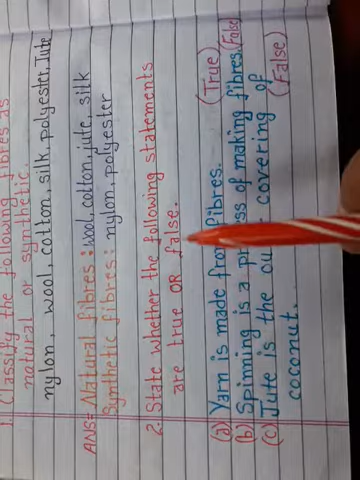 1. Classify the following fibres as
natural or synthetic.
nylon, wool, cotton, silk, polyester, Jute
ANS= Natural fibres: wool, cotton, jute, silk
Synthetic fibres: nylon, polyester
2. State whether the following statements
are true OR false.
(a) Yarn is made from fibres. (True)
(b) Spinning is a of making fibres. (False)
(c) Jute is the covering of
coconut. (False)